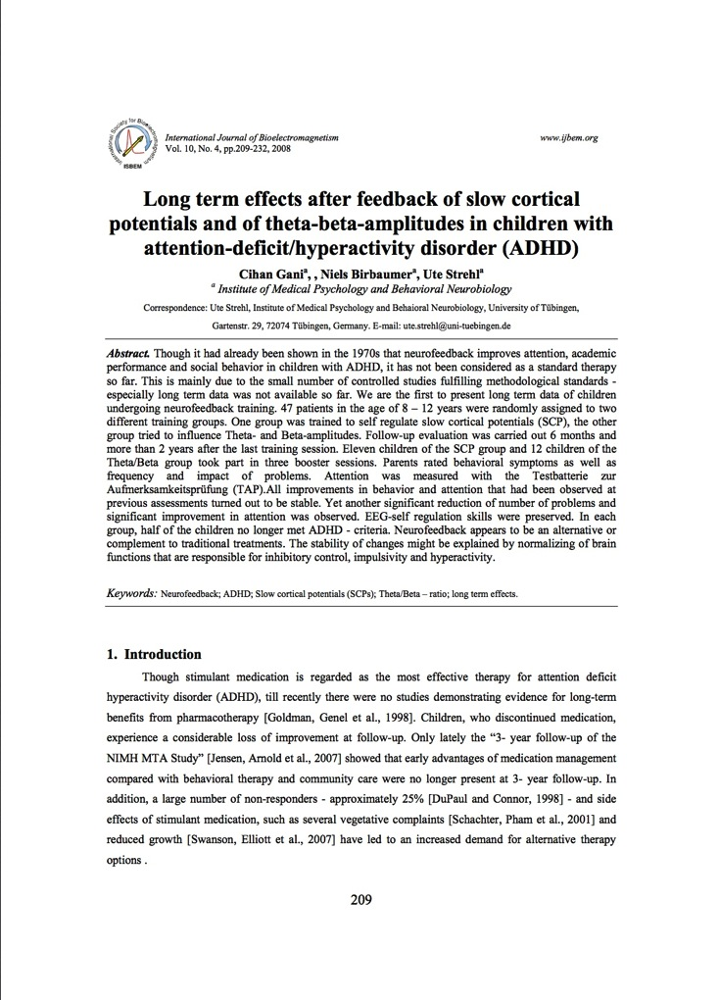 International Society for Bioelectromagnetism
ISBEM
International Journal of Bioelectromagnetism
Vol. 10, No. 4, pp.209-232, 2008
www.ijbem.org
Long term effects after feedback of slow cortical
potentials and of theta-beta-amplitudes in children with
attention-deficit/hyperactivity disorder (ADHD)
Cihan Ganiª, , Niels Birbaumerª, Ute Strehlª
ª Institute of Medical Psychology and Behavioral Neurobiology
Correspondence: Ute Strehl, Institute of Medical Psychology and Behaioral Neurobiology, University of Tübingen,
Gartenstr. 29, 72074 Tübingen, Germany. E-mail: ute.strehl@uni-tuebingen.de
Abstract. Though it had already been shown in the 1970s that neurofeedback improves attention, academic
performance and social behavior in children with ADHD, it has not been considered as a standard therapy
so far. This is mainly due to the small number of controlled studies fulfilling methodological standards -
especially long term data was not available so far. We are the first to present long term data of children
undergoing neurofeedback training. 47 patients in the age of 8 – 12 years were randomly assigned to two
different training groups. One group was trained to self regulate slow cortical potentials (SCP), the other
group tried to influence Theta- and Beta-amplitudes. Follow-up evaluation was carried out 6 months and
more than 2 years after the last training session. Eleven children of the SCP group and 12 children of the
Theta/Beta group took part in three booster sessions. Parents rated behavioral symptoms as well as
frequency and impact of problems. Attention was measured with the Testbatterie zur
Aufmerksamkeitsprüfung (TAP).All improvements in behavior and attention that had been observed at
previous assessments turned out to be stable. Yet another significant reduction of number of problems and
significant improvement in attention was observed. EEG-self regulation skills were preserved. In each
group, half of the children no longer met ADHD - criteria. Neurofeedback appears to be an alternative or
complement to traditional treatments. The stability of changes might be explained by normalizing of brain
functions that are responsible for inhibitory control, impulsivity and hyperactivity.
Keywords: Neurofeedback; ADHD; Slow cortical potentials (SCPs); Theta/Beta – ratio; long term effects.
1. Introduction
Though stimulant medication is regarded as the most effective therapy for attention deficit
hyperactivity disorder (ADHD), till recently there were no studies demonstrating evidence for long-term
benefits from pharmacotherapy [Goldman, Genel et al., 1998]. Children, who discontinued medication,
experience a considerable loss of improvement at follow-up. Only lately the “3- year follow-up of the
NIMH MTA Study” [Jensen, Arnold et al., 2007] showed that early advantages of medication management
compared with behavioral therapy and community care were no longer present at 3- year follow-up. In
addition, a large number of non-responders - approximately 25% [DuPaul and Connor, 1998] - and side
effects of stimulant medication, such as several vegetative complaints [Schachter, Pham et al., 2001] and
reduced growth [Swanson, Elliott et al., 2007] have led to an increased demand for alternative therapy
options .
209